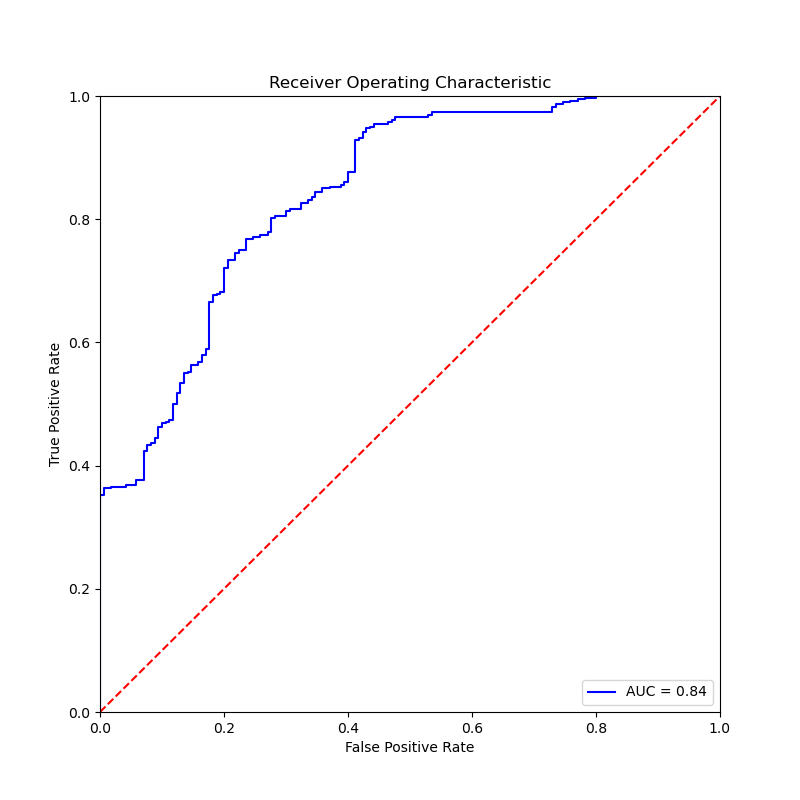 Receiver Operating Characteristic
1.0
0.8
0.6
0.4
0.2
0.0
True Positive Rate
AUC = 0.84
0.0 0.2 0.4 0.6 0.8 1.0
False Positive Rate